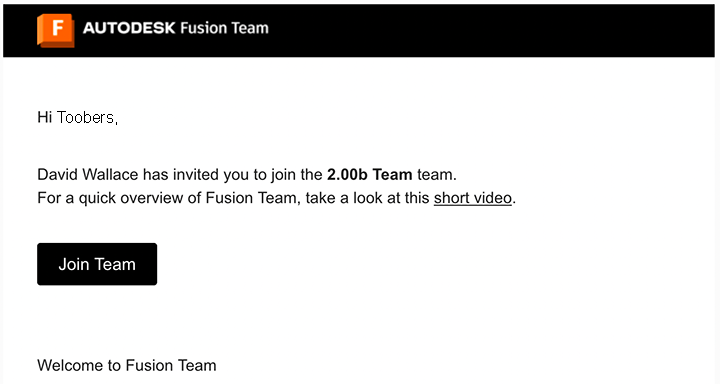 F AUTODESK Fusion Team
Hi Toobers,
David Wallace has invited you to join the 2.00b Team team.
For a quick overview of Fusion Team, take a look at this short video.
Join Team
Welcome to Fusion Team